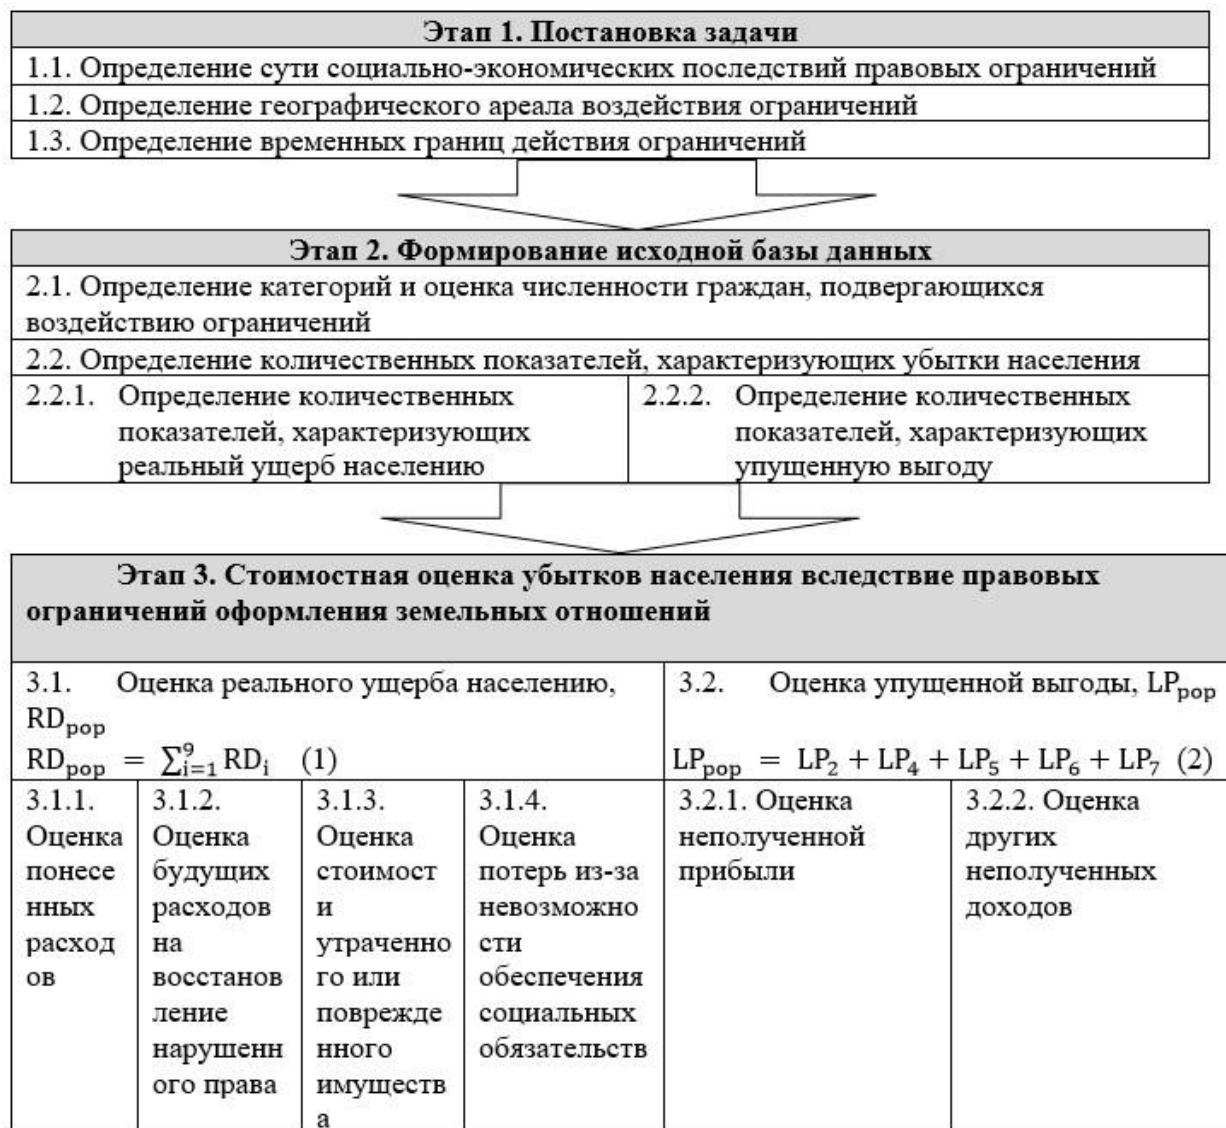 Этап 1. Постановка задачи
1.1. Определение сути социально-экономических последствий правовых ограничений
1.2. Определение географического ареала воздействия ограничений
1.3. Определение временных границ действия ограничений
Этап 2. Формирование исходной базы данных
2.1. Определение категорий и оценка численности граждан, подвергающихся
воздействию ограничений
2.2. Определение количественных показателей, характеризующих убытки населения
2.2.1. Определение количественных
показателей, характеризующих
реальный ущерб населению
2.2.2. Определение количественных
показателей, характеризующих
упущенную выгоду
Этап 3. Стоимостная оценка убытков населения вследствие правовых
ограничений оформления земельных отношений
3.1. Оценка реального ущерба населению,
RD_pop
RD_pop = ∑_{i=1}^{9} RD_i (1)
3.2. Оценка упущенной выгоды, LP_pop
LP_pop = LP_2 + LP_4 + LP_5 + LP_6 + LP_7 (2)
3.1.1.
Оценка
понесе
нных
расход
ов
3.1.2.
Оценка
будущих
расходов
на
восстанов
ление
нарушенн
ого права
3.1.3.
Оценка
стоимост
и
утраченно
го или
поврежде
нного
имуществ
а
3.1.4.
Оценка
потерь из-за
невозможно
сти
обеспечения
социальных
обязательств
3.2.1. Оценка
неполученной
прибыли
3.2.2. Оценка
других
неполученных
доходов